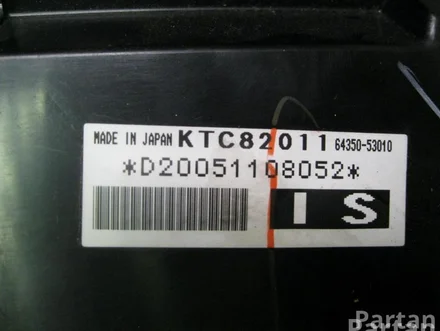 MADE IN JAPAN KTC82011 64350-53010
*D20051108052*
IS
Partan